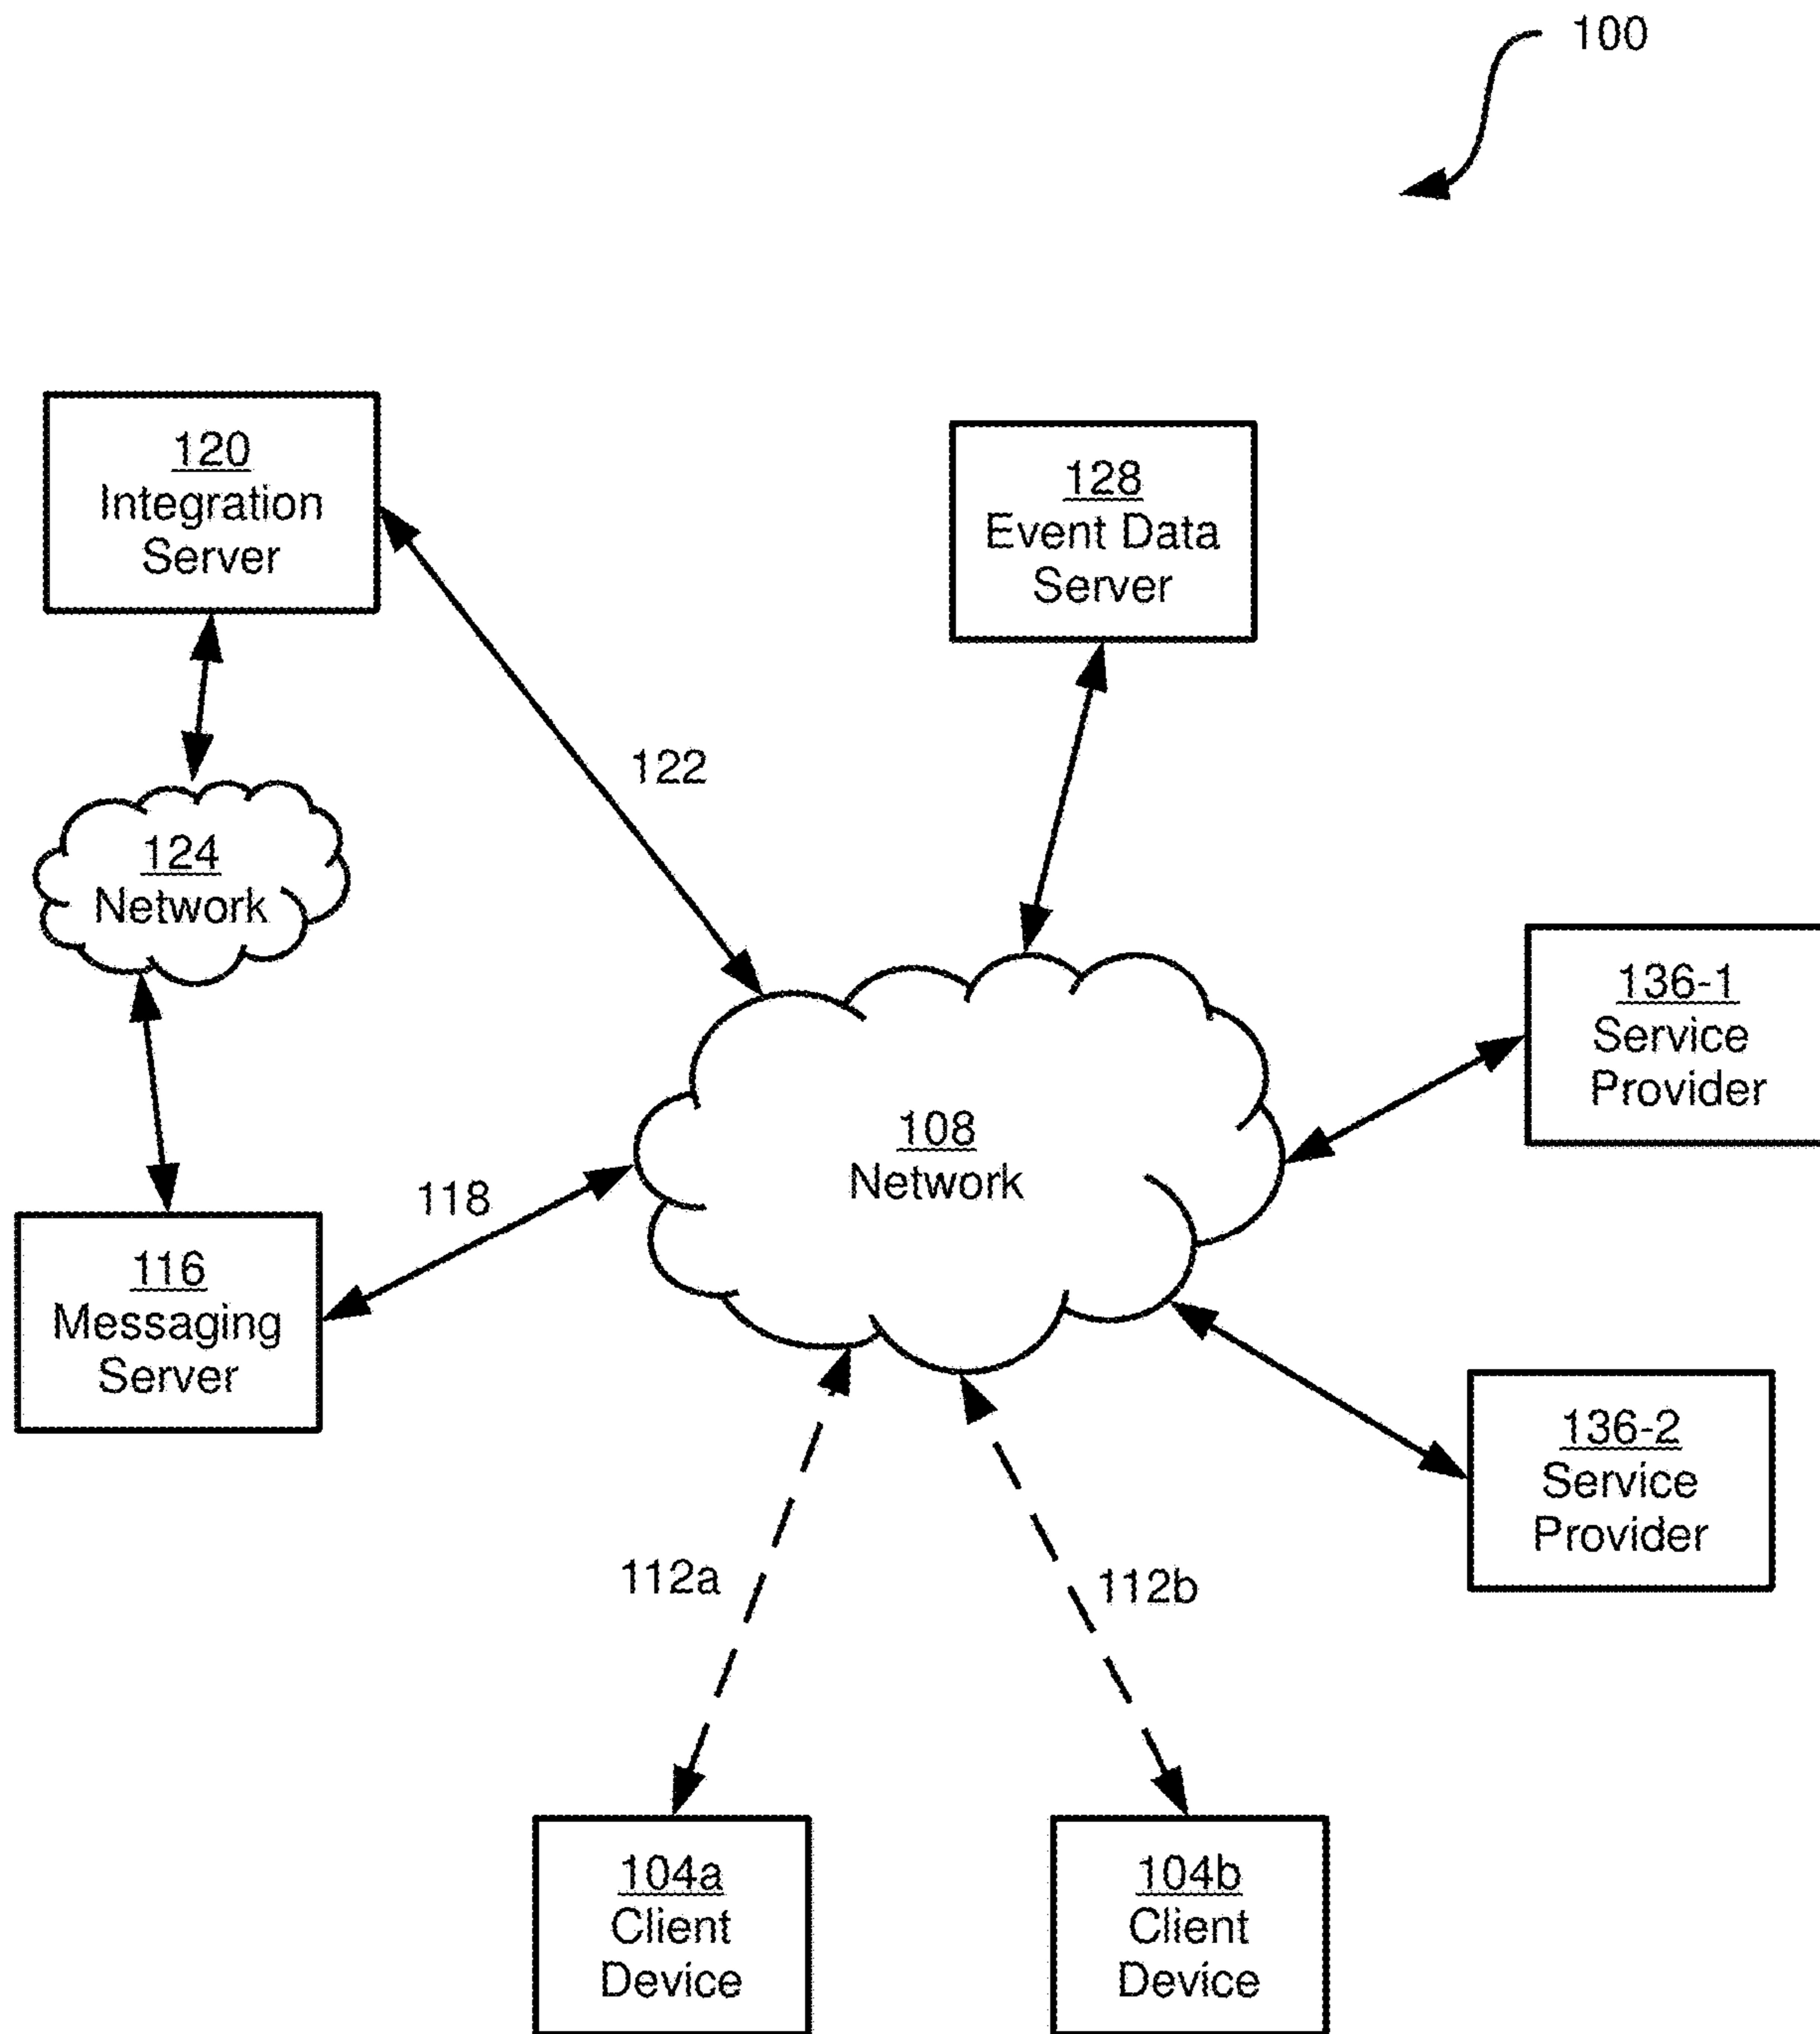 100
120
Integration
Server
128
Event Data
Server
122
124
Network
136-1
Service
Provider
108
Network
118
116
Messaging
Server
136-2
Service
Provider
112a
112b
104a
Client
Device
104b
Client
Device